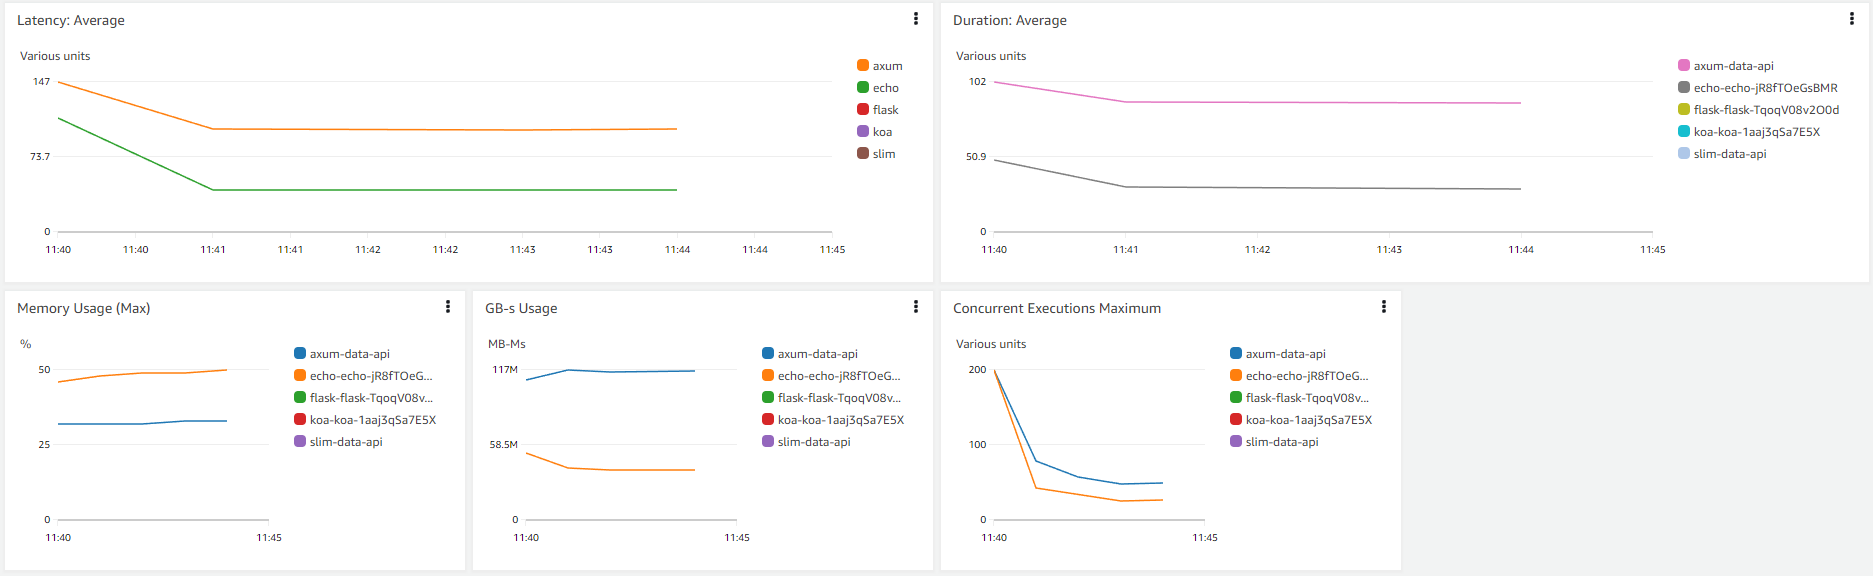 Latency: Average
Various units
147
73.7
0
11:40
11:40
11:41
11:41
11:42
11:42
11:43
11:43
11:44
11:44
11:45
axum
echo
flask
koa
slim
Duration: Average
Various units
102
50.9
0
11:40
11:41
11:42
11:43
11:44
11:45
axum-data-api
echo-echo-jR8fTOeGsBMR
flask-flask-TqoqV08v2O0d
koa-koa-1aaj3qSa7E5X
slim-data-api
Memory Usage (Max)
%
50
25
0
11:40
11:45
axum-data-api
echo-echo-jR8fTOeG...
flask-flask-TqoqV08v...
koa-koa-1aaj3qSa7E5X
slim-data-api
GB-s Usage
MB-Ms
117M
58.5M
0
11:40
11:45
axum-data-api
echo-echo-jR8fTOeG...
flask-flask-TqoqV08v...
koa-koa-1aaj3qSa7E5X
slim-data-api
Concurrent Executions Maximum
Various units
200
100
0
11:40
11:45
axum-data-api
echo-echo-jR8fTOeG...
flask-flask-TqoqV08v...
koa-koa-1aaj3qSa7E5X
slim-data-api